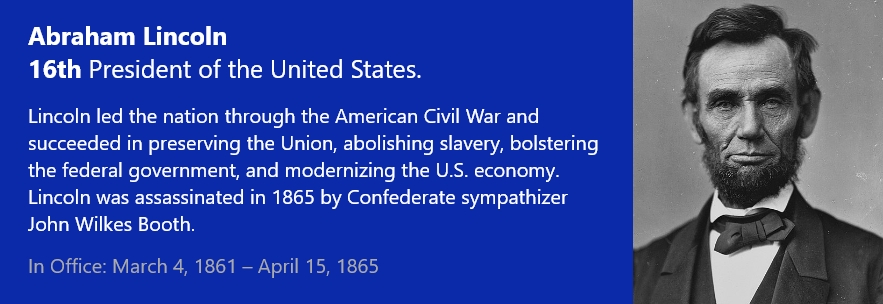 Abraham Lincoln
16th President of the United States.
Lincoln led the nation through the American Civil War and
succeeded in preserving the Union, abolishing slavery, bolstering
the federal government, and modernizing the U.S. economy.
Lincoln was assassinated in 1865 by Confederate sympathizer
John Wilkes Booth.
In Office: March 4, 1861 – April 15, 1865